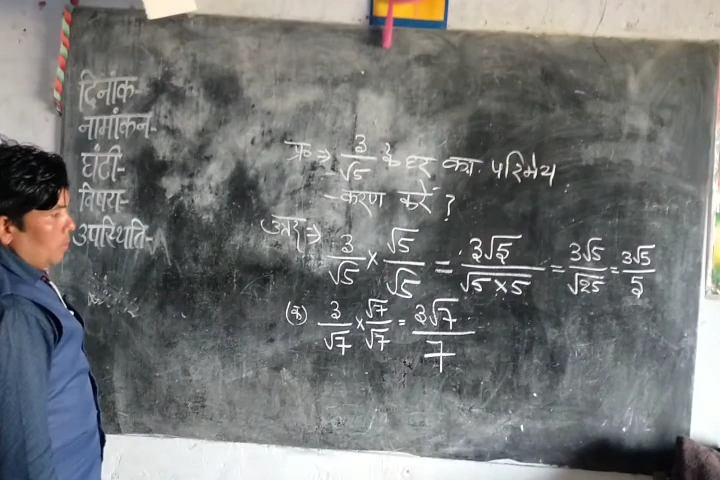 दिनांक-
नामांकन-
घंटी-
विषय-
उपस्थिति-
प्र ⇒ 3/√5 के हर का परिमेय
-करण करें ?
उत्तर ⇒ 3/√5 × √5/√5 = 3√5/√5×5 = 3√5/√25 = 3√5/5
3/√7 × √7/√7 = 3√7/7